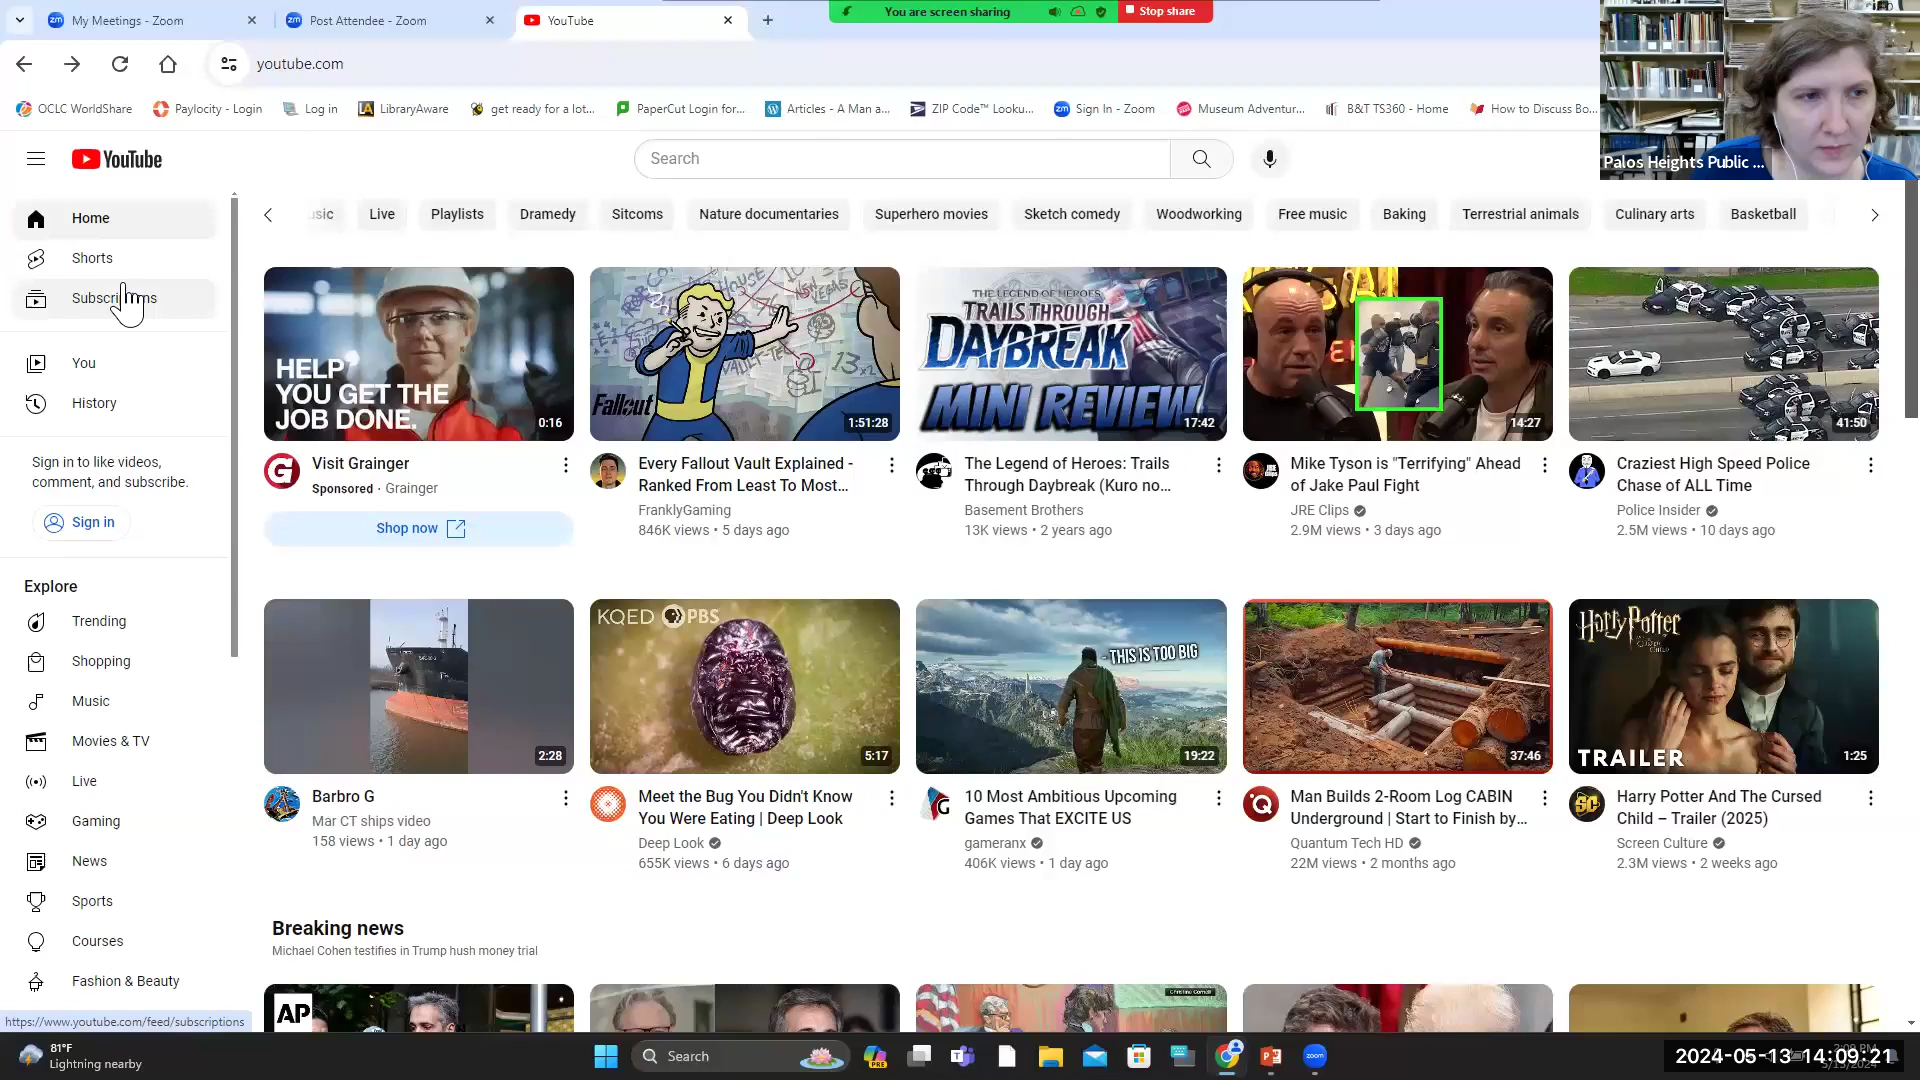 My Meetings - Zoom
Post Attendee - Zoom
YouTube
You are screen sharing
Stop share
youtube.com
OCLC WorldShare
Paylocity - Login
Log in
LibraryAware
get ready for a lot...
PaperCut Login for...
Articles - A Man a...
ZIP Code™ Looku...
Sign In - Zoom
Museum Adventur...
B&T TS360 - Home
How to Discuss Bo...
Palos Heights Public ...
YouTube
Search
Home
Shorts
You
History
Sign in to like videos,
comment, and subscribe.
Sign in
Explore
Trending
Shopping
Music
Movies & TV
Live
Gaming
News
Sports
Courses
Fashion & Beauty
Live
Playlists
Dramedy
Sitcoms
Nature documentaries
Superhero movies
Sketch comedy
Woodworking
Free music
Baking
Terrestrial animals
Culinary arts
Basketball
HELP
YOU GET THE
JOB DONE.
0:16
Fallout
1:51:28
THE LEGEND OF HEROES:
TRAILS THROUGH
DAYBREAK
MINI REVIEW
17:42
14:27
41:50
Visit Grainger
Sponsored · Grainger
Shop now
Every Fallout Vault Explained -
Ranked From Least To Most...
FranklyGaming
846K views • 5 days ago
The Legend of Heroes: Trails
Through Daybreak (Kuro no...
Basement Brothers
13K views • 2 years ago
Mike Tyson is "Terrifying" Ahead
of Jake Paul Fight
JRE Clips
2.9M views • 3 days ago
Craziest High Speed Police
Chase of ALL Time
Police Insider
2.5M views • 10 days ago
2:28
KQED PBS
5:17
- THIS IS TOO BIG
19:22
37:46
Harry Potter
TRAILER
1:25
Barbro G
Mar CT ships video
158 views • 1 day ago
Meet the Bug You Didn't Know
You Were Eating | Deep Look
Deep Look
655K views • 6 days ago
10 Most Ambitious Upcoming
Games That EXCITE US
gameranx
406K views • 1 day ago
Man Builds 2-Room Log CABIN
Underground | Start to Finish by...
Quantum Tech HD
22M views • 2 months ago
Harry Potter And The Cursed
Child – Trailer (2025)
Screen Culture
2.3M views • 2 weeks ago
Breaking news
Michael Cohen testifies in Trump hush money trial
AP
https://www.youtube.com/feed/subscriptions
81°F
Lightning nearby
Search
2024-05-13 14:09:21